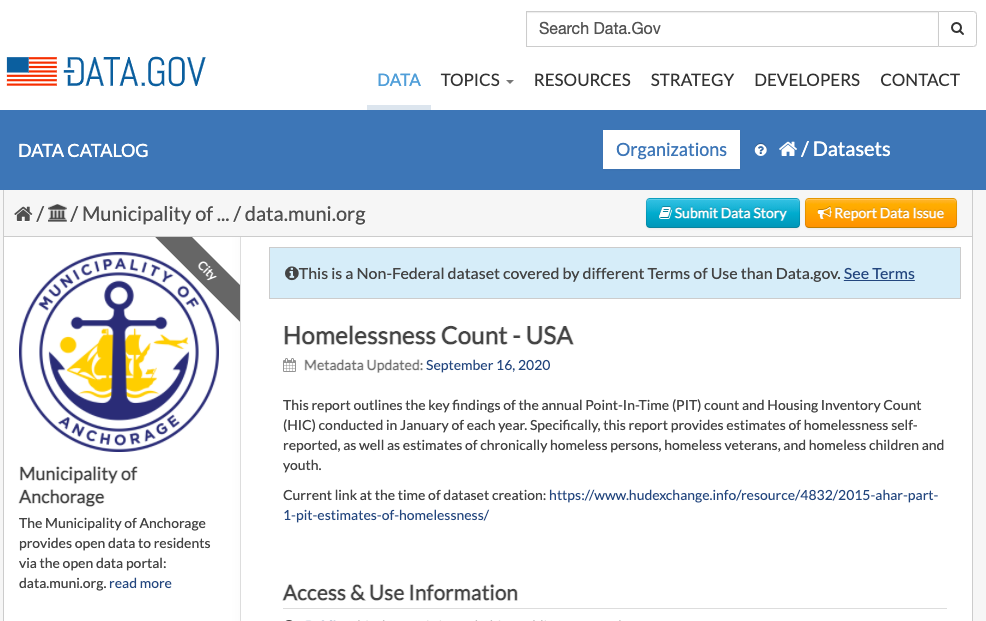 Search Data.Gov
DATA.GOV
DATA TOPICS RESOURCES STRATEGY DEVELOPERS CONTACT
DATA CATALOG
Organizations
/ Datasets
/ / Municipality of ... / data.muni.org
Submit Data Story
Report Data Issue
City
MUNICIPALITY OF
ANCHORAGE
Municipality of
Anchorage
The Municipality of Anchorage
provides open data to residents
via the open data portal:
data.muni.org. read more
This is a Non-Federal dataset covered by different Terms of Use than Data.gov. See Terms
Homelessness Count - USA
Metadata Updated: September 16, 2020
This report outlines the key findings of the annual Point-In-Time (PIT) count and Housing Inventory Count
(HIC) conducted in January of each year. Specifically, this report provides estimates of homelessness self-
reported, as well as estimates of chronically homeless persons, homeless veterans, and homeless children and
youth.
Current link at the time of dataset creation: https://www.hudexchange.info/resource/4832/2015-ahar-part-
1-pit-estimates-of-homelessness/
Access & Use Information